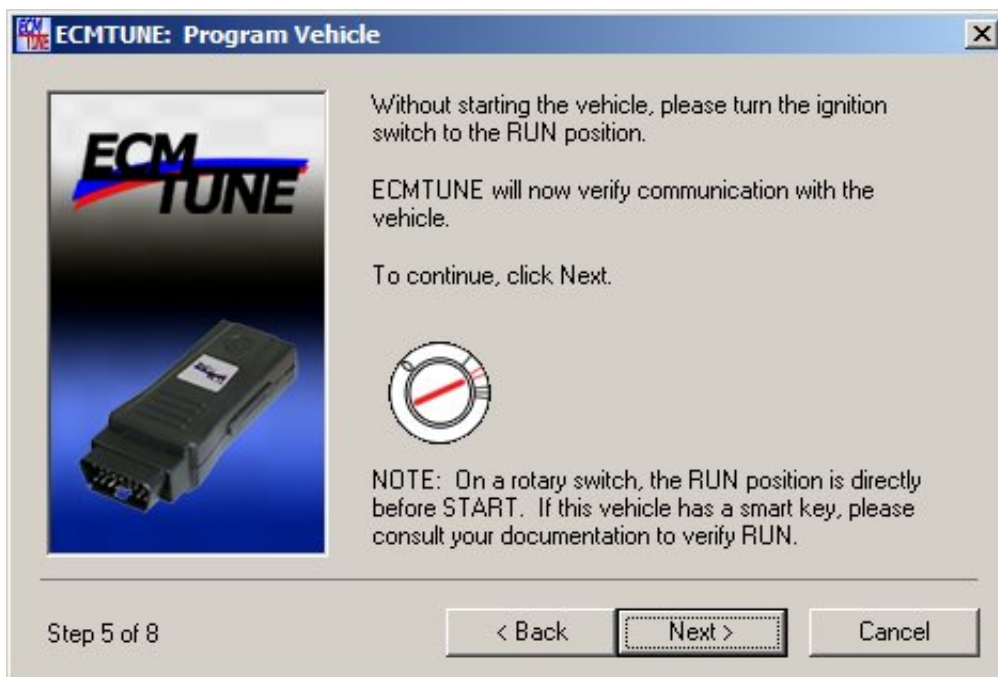 ECMTUNE: Program Vehicle
ECM
TUNE
Without starting the vehicle, please turn the ignition
switch to the RUN position.
ECMTUNE will now verify communication with the
vehicle.
To continue, click Next.
NOTE: On a rotary switch, the RUN position is directly
before START. If this vehicle has a smart key, please
consult your documentation to verify RUN.
Step 5 of 8
< Back
Next >
Cancel